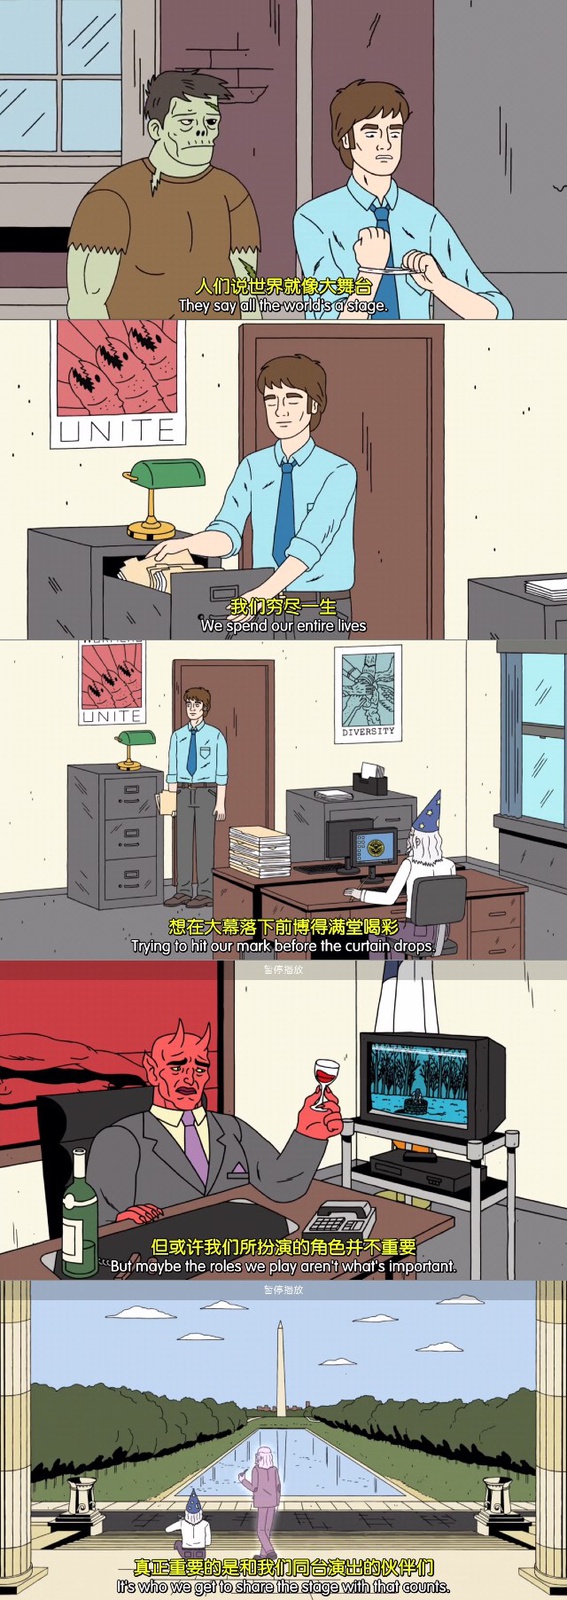 人们说世界就像大舞台
They say all the world's a stage.
UNITE
我们穷尽一生
We spend our entire lives
WORKERS
UNITE
DIVERSITY
想在大幕落下前博得满堂喝彩
Trying to hit our mark before the curtain drops.
暂停播放
但或许我们所扮演的角色并不重要
But maybe the roles we play aren't what's important.
暂停播放
真正重要的是和我们同台演出的伙伴们
It's who we get to share the stage with that counts.